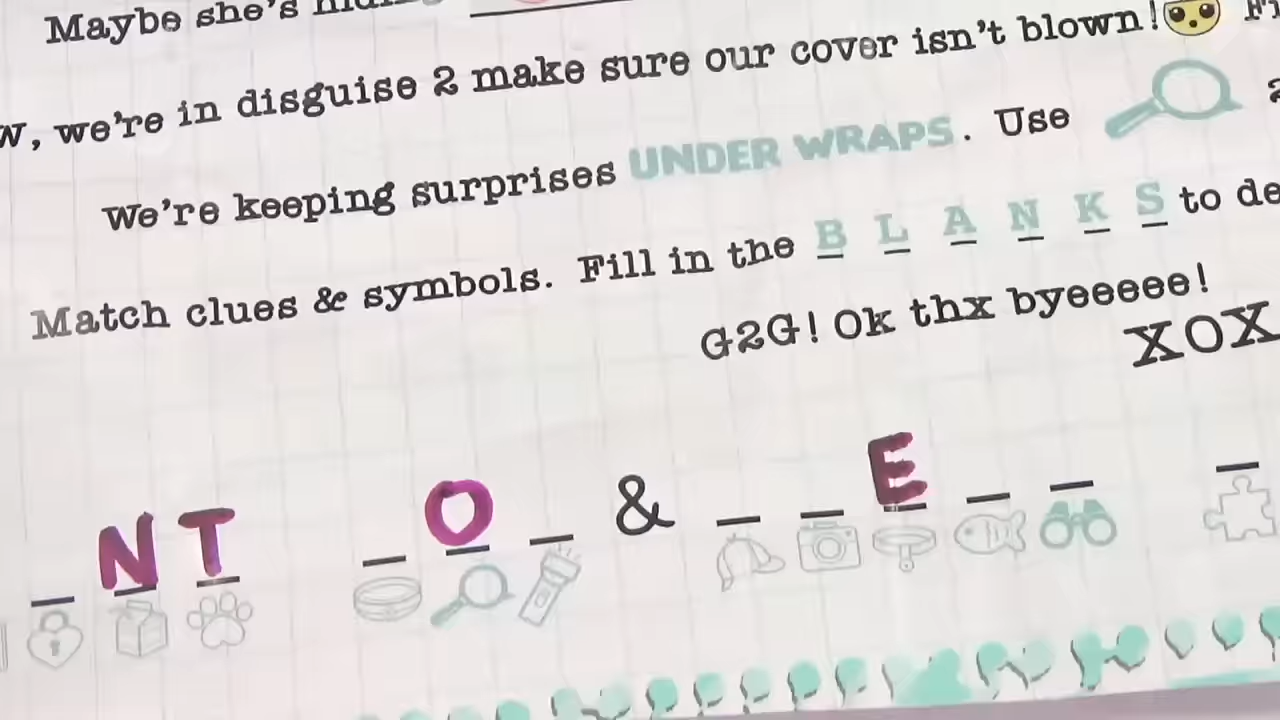 Maybe she's
, we're in disguise 2 make sure our cover isn't blown!
We're keeping surprises UNDER WRAPS. Use
Match clues & symbols. Fill in the B L A N K S to
G2G! Ok thx byeeeee!
XOX
_ N T _ O _ & _ _ E _ _ _